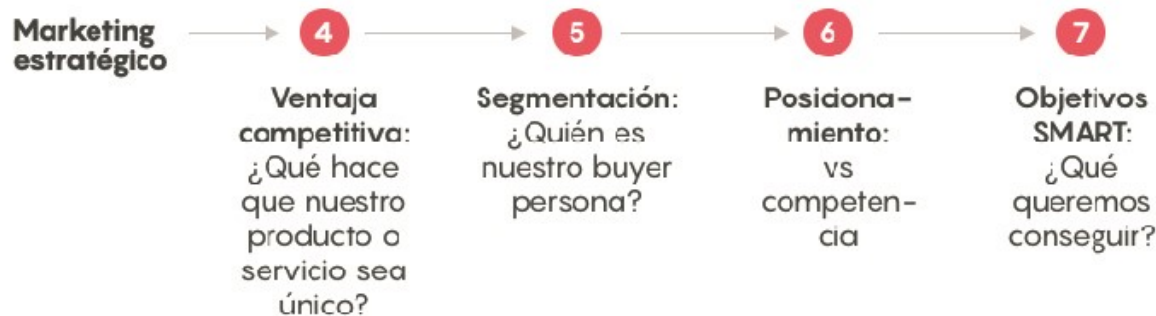 Marketing
estratégico
4
Ventaja
competitiva:
¿Qué hace
que nuestro
producto o
servicio sea
único?
5
Segmentación:
¿Quién es
nuestro buyer
persona?
6
Posiciona-
miento:
vs
competen-
cia
7
Objetivos
SMART:
¿Qué
queremos
conseguir?